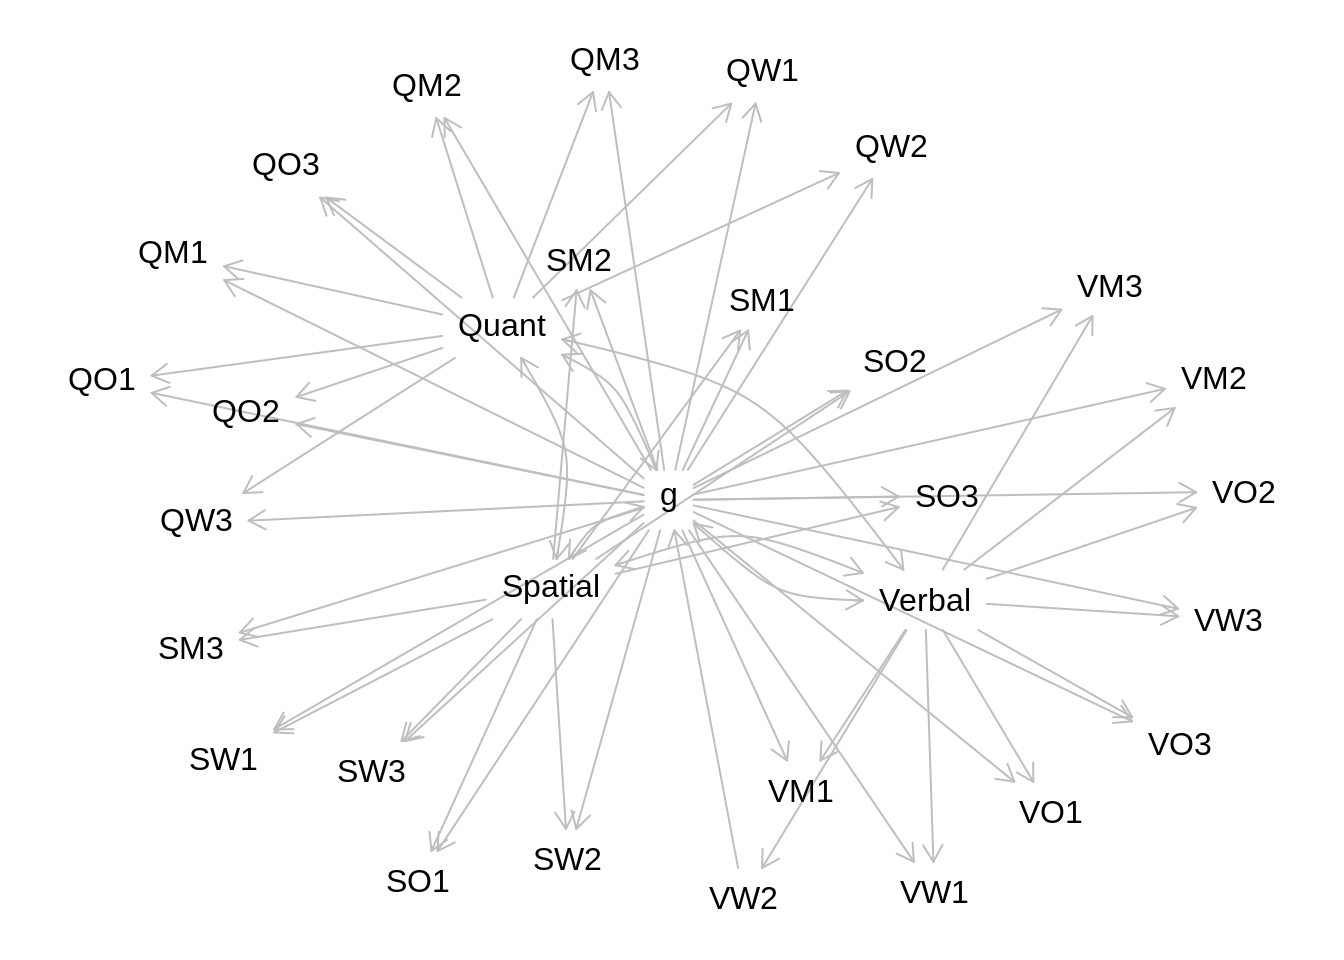 QM3
QW1
QM2
QW2
QO3
QM1
SM2
VM3
SM1
Quant
SO2
VM2
QO1
QO2
VO2
g
SO3
QW3
Spatial
Verbal
VW3
SM3
VO3
SW1
SW3
VM1
VO1
SW2
SO1
VW1
VW2